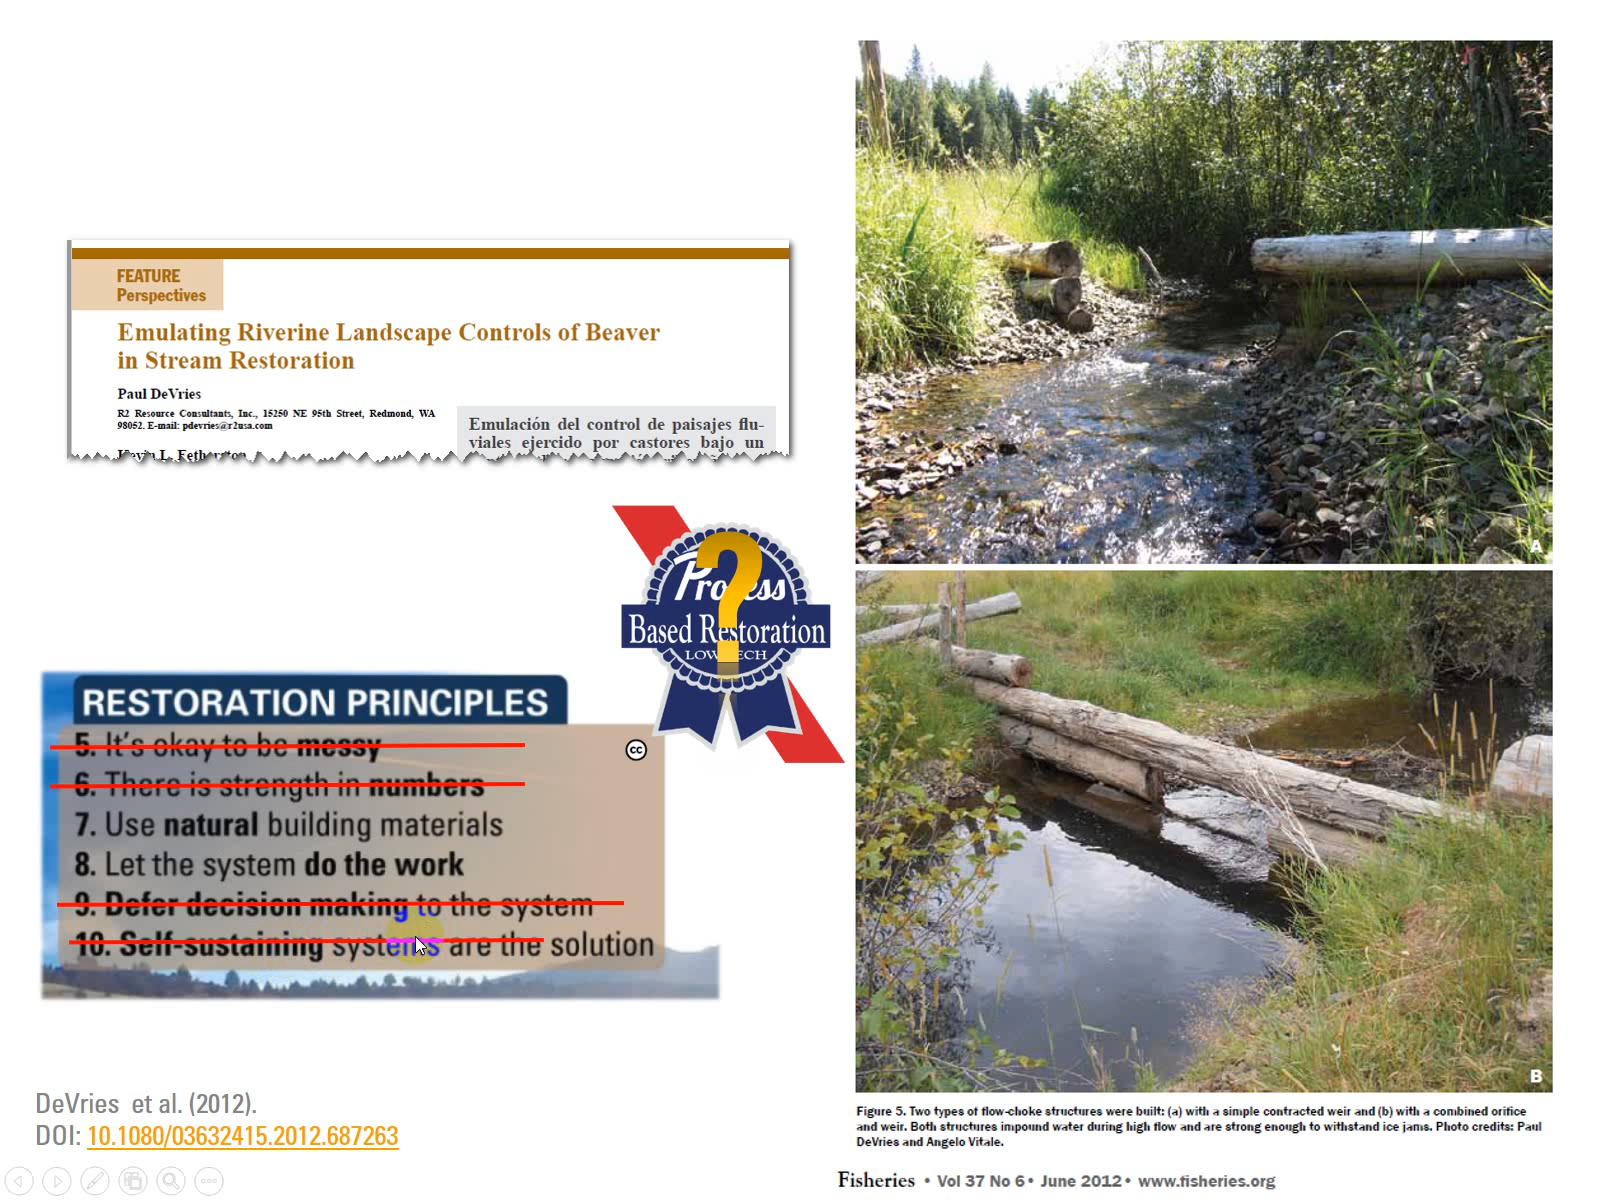 FEATURE
Perspectives
Emulating Riverine Landscape Controls of Beaver
in Stream Restoration
Paul DeVries
R2 Resource Consultants, Inc., 15250 NE 95th Street, Redmond, WA
98052. E-mail: pdevries@r2usa.com
Kevin L. Fetherston
Emulación del control de paisajes flu-
viales ejercido por castores bajo un
Process
Based Restoration
LOW TECH
?
RESTORATION PRINCIPLES
5. It's okay to be messy
6. There is strength in numbers
7. Use natural building materials
8. Let the system do the work
9. Defer decision making to the system
10. Self-sustaining systems are the solution
cc
DeVries et al. (2012).
DOI: 10.1080/03632415.2012.687263
A
B
Figure 5. Two types of flow-choke structures were built: (a) with a simple contracted weir and (b) with a combined orifice
and weir. Both structures impound water during high flow and are strong enough to withstand ice jams. Photo credits: Paul
DeVries and Angelo Vitale.
Fisheries • Vol 37 No 6 • June 2012 • www.fisheries.org